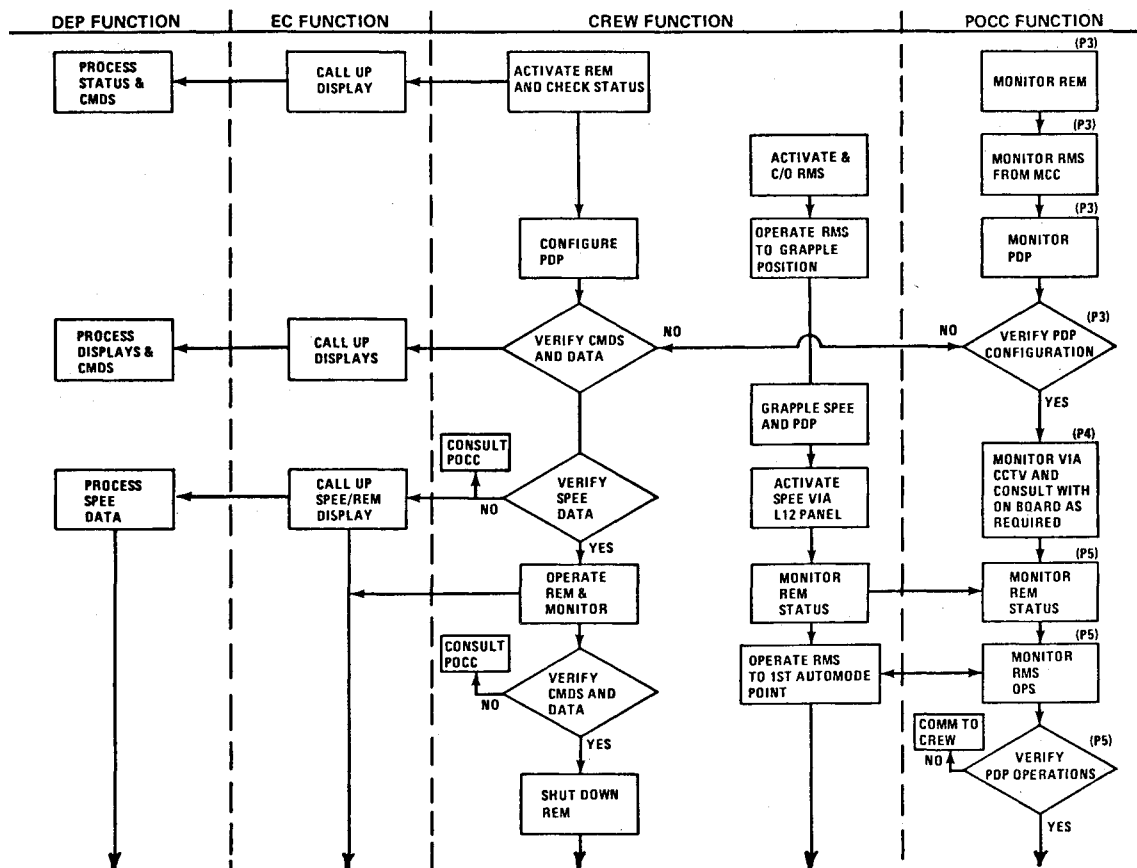 DEP FUNCTION
EC FUNCTION
CREW FUNCTION
POCC FUNCTION
PROCESS
STATUS &
CMDS
CALL UP
DISPLAY
ACTIVATE REM
AND CHECK STATUS
(P3)
MONITOR REM
ACTIVATE &
C/O RMS
(P3)
MONITOR RMS
FROM MCC
CONFIGURE
PDP
OPERATE RMS
TO GRAPPLE
POSITION
(P3)
MONITOR
PDP
PROCESS
DISPLAYS &
CMDS
CALL UP
DISPLAYS
VERIFY CMDS
AND DATA
NO
NO
(P3)
VERIFY PDP
CONFIGURATION
YES
GRAPPLE SPEE
AND PDP
CONSULT
POCC
PROCESS
SPEE
DATA
CALL UP
SPEE/REM
DISPLAY
NO
VERIFY
SPEE
DATA
YES
ACTIVATE
SPEE VIA
L12 PANEL
(P4)
MONITOR VIA
CCTV AND
CONSULT WITH
ON BOARD AS
REQUIRED
OPERATE
REM &
MONITOR
MONITOR
REM
STATUS
(P5)
MONITOR
REM
STATUS
CONSULT
POCC
NO
VERIFY
CMDS AND
DATA
YES
OPERATE RMS
TO 1ST AUTOMODE
POINT
(P5)
MONITOR
RMS
OPS
COMM TO
CREW
NO
(P5)
VERIFY
PDP OPERATIONS
YES
SHUT DOWN
REM